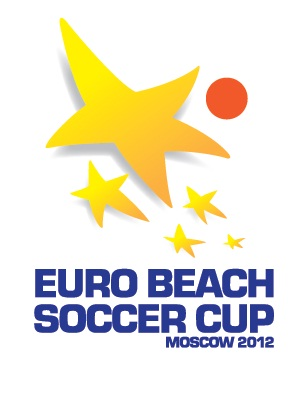 EURO BEACH
SOCCER CUP
MOSCOW 2012